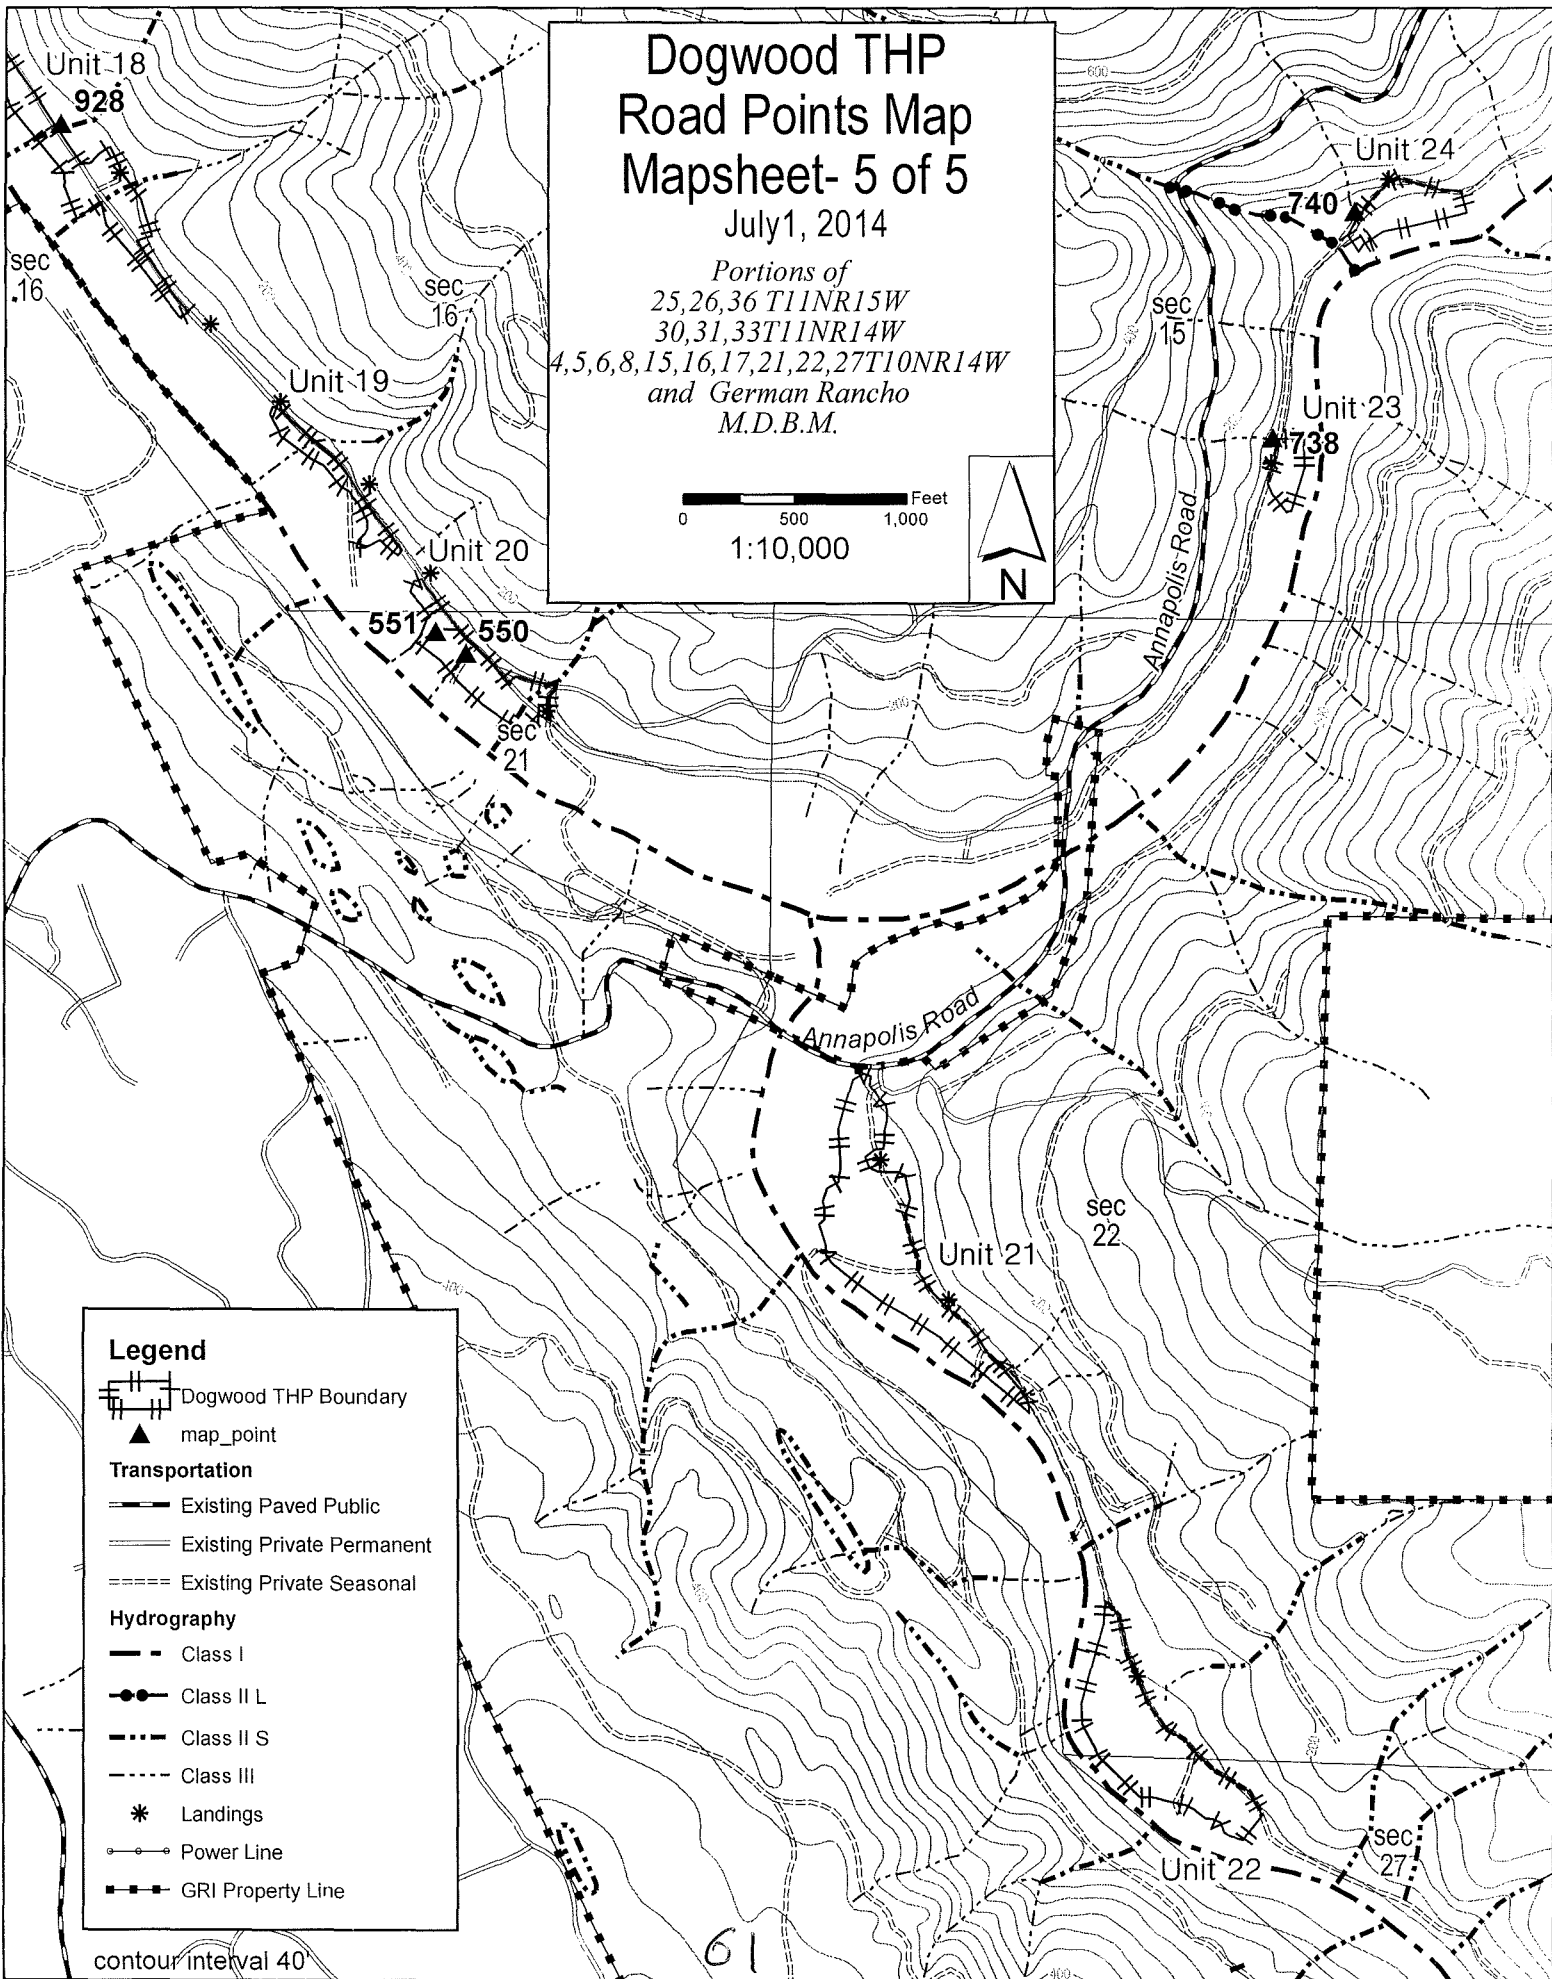 Dogwood THP
Road Points Map
Mapsheet- 5 of 5
July1, 2014
Portions of
25,26,36 T11NR15W
30,31,33T11NR14W
4,5,6,8,15,16,17,21,22,27T10NR14W
and German Rancho
M.D.B.M.
Feet
0 500 1,000
1:10,000
N
Unit 18
928
600
Unit 24
740
sec
16
sec
16
sec
15
Unit 19
Unit 23
738
Annapolis Road
Unit 20
551
550
sec
21
Annapolis Road
sec
22
Unit 21
Legend
Dogwood THP Boundary
map_point
Transportation
Existing Paved Public
Existing Private Permanent
Existing Private Seasonal
Hydrography
Class I
Class II L
Class II S
Class III
Landings
Power Line
GRI Property Line
contour interval 40'
sec
27
Unit 22
61
400